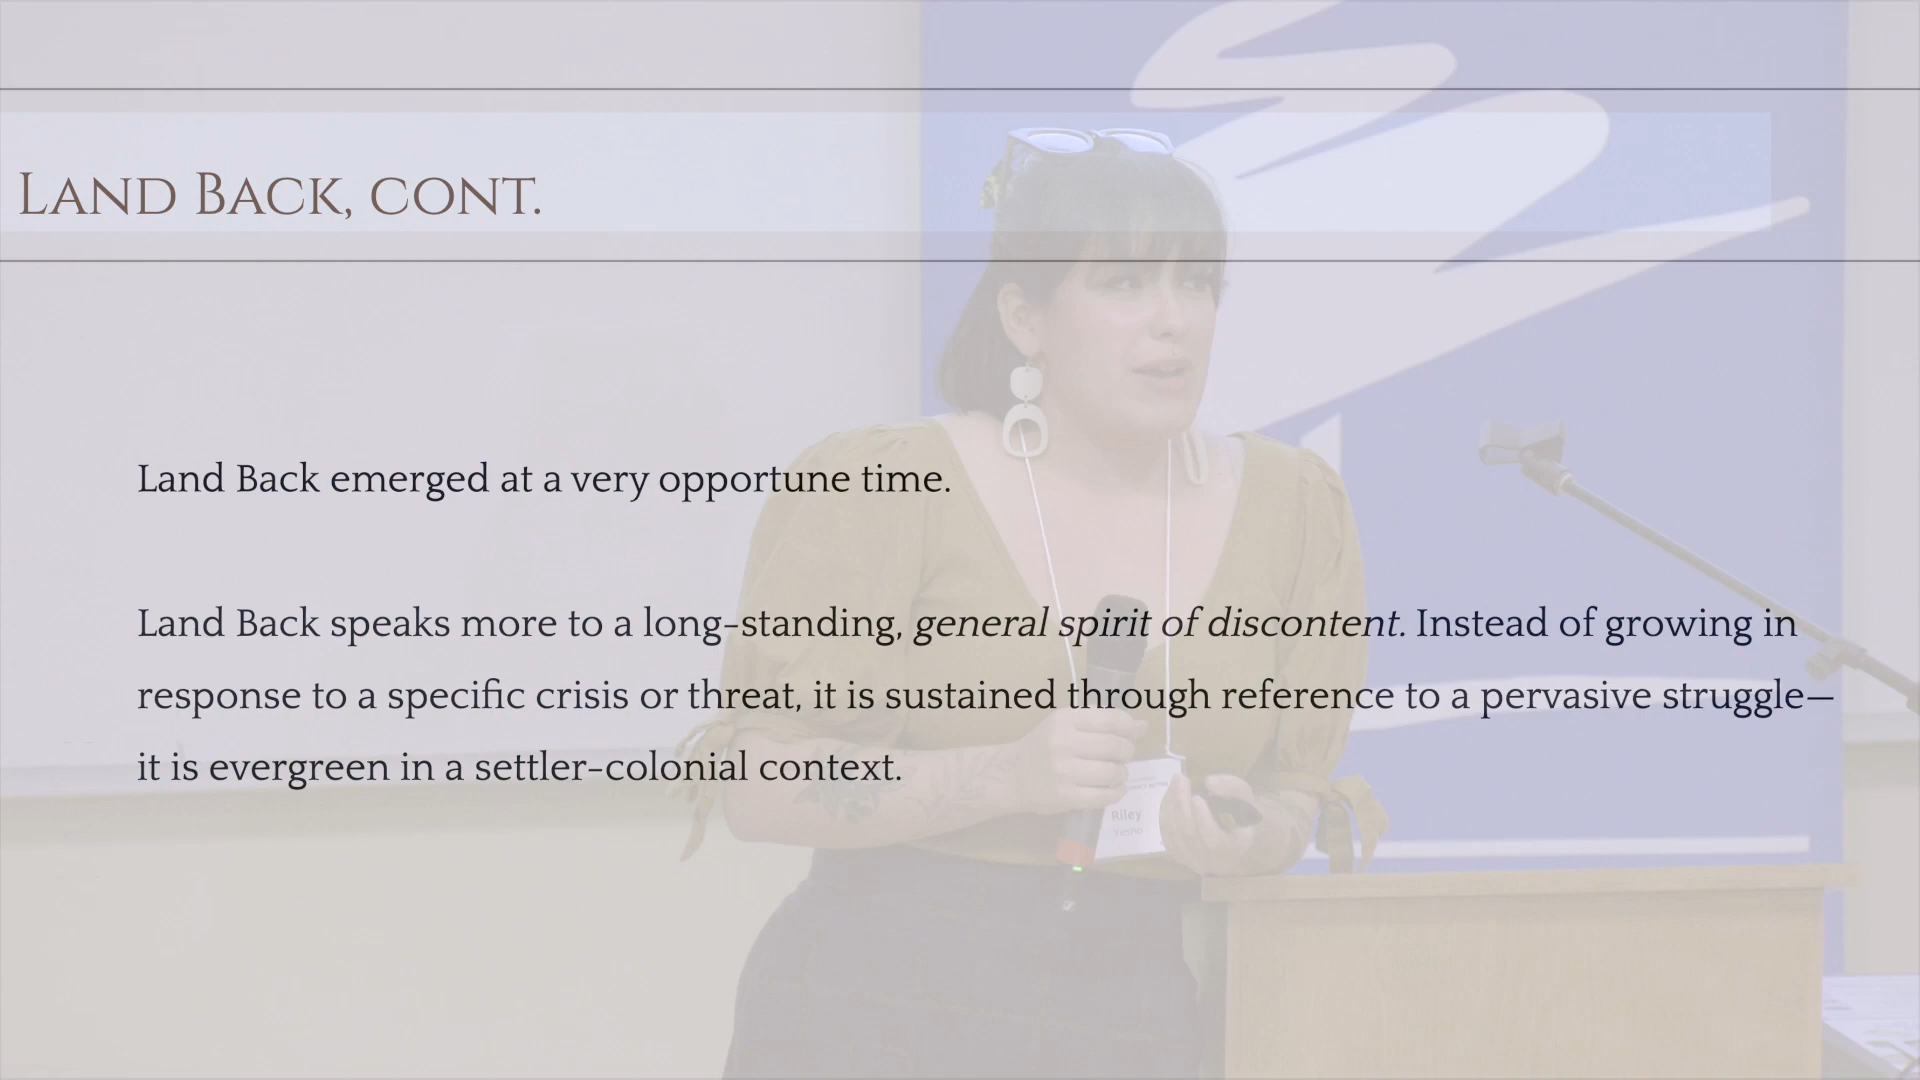 Land Back, cont.
Land Back emerged at a very opportune time.
Land Back speaks more to a long-standing, general spirit of discontent. Instead of growing in
response to a specific crisis or threat, it is sustained through reference to a pervasive struggle—
it is evergreen in a settler-colonial context.
Riley
Yesno